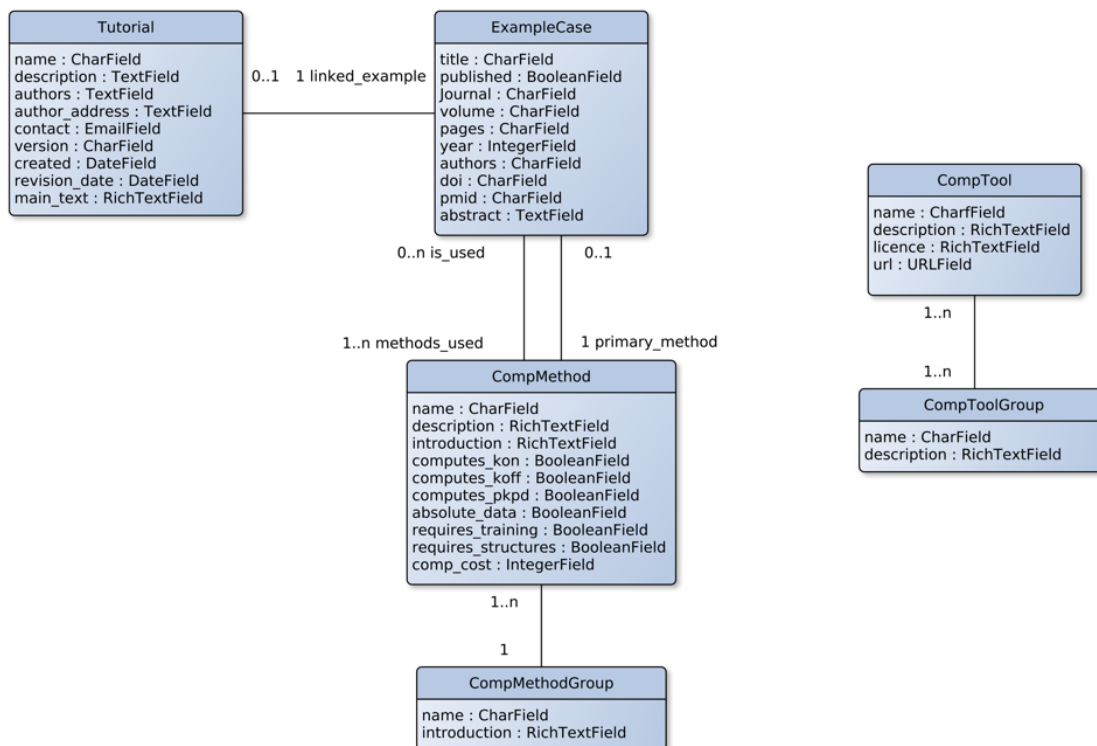 Tutorial
name : CharField
description : TextField
authors : TextField
author_address : TextField
contact : EmailField
version : CharField
created : DateField
revision_date : DateField
main_text : RichTextField
0..1
1 linked_example
ExampleCase
title : CharField
published : BooleanField
Journal : CharField
volume : CharField
pages : CharField
year : IntegerField
authors : CharField
doi : CharField
pmid : CharField
abstract : TextField
0..n is_used
0..1
1..n methods_used
1 primary_method
CompMethod
name : CharField
description : RichTextField
introduction : RichTextField
computes_kon : BooleanField
computes_koff : BooleanField
computes_pkpd : BooleanField
absolute_data : BooleanField
requires_training : BooleanField
requires_structures : BooleanField
comp_cost : IntegerField
1..n
1
CompMethodGroup
name : CharField
introduction : RichTextField
CompTool
name : CharfField
description : RichTextField
licence : RichTextField
url : URLField
1..n
1..n
CompToolGroup
name : CharField
description : RichTextField